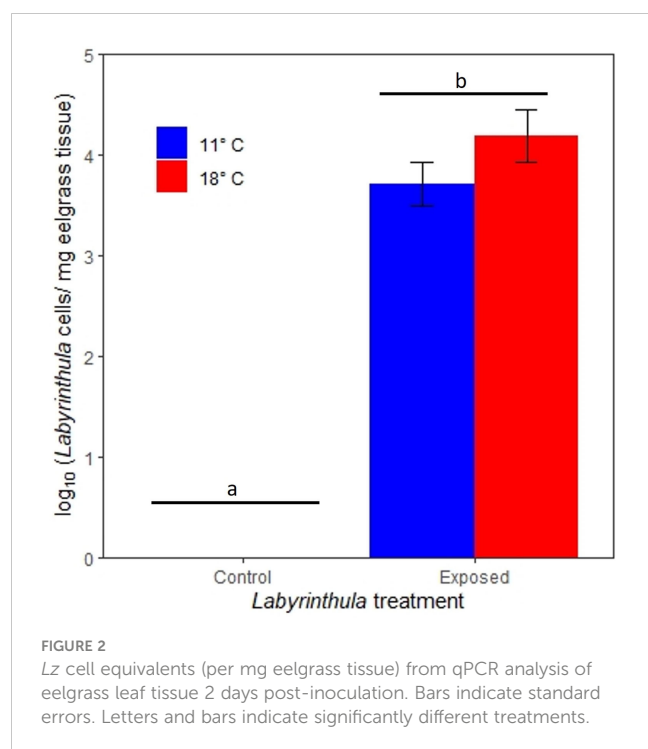 5
4
3
2
1
0
log10 (Labyrinthula cells/ mg eelgrass tissue)
11° C
18° C
a
b
Control
Exposed
Labyrinthula treatment
FIGURE 2
Lz cell equivalents (per mg eelgrass tissue) from qPCR analysis of
eelgrass leaf tissue 2 days post-inoculation. Bars indicate standard
errors. Letters and bars indicate significantly different treatments.